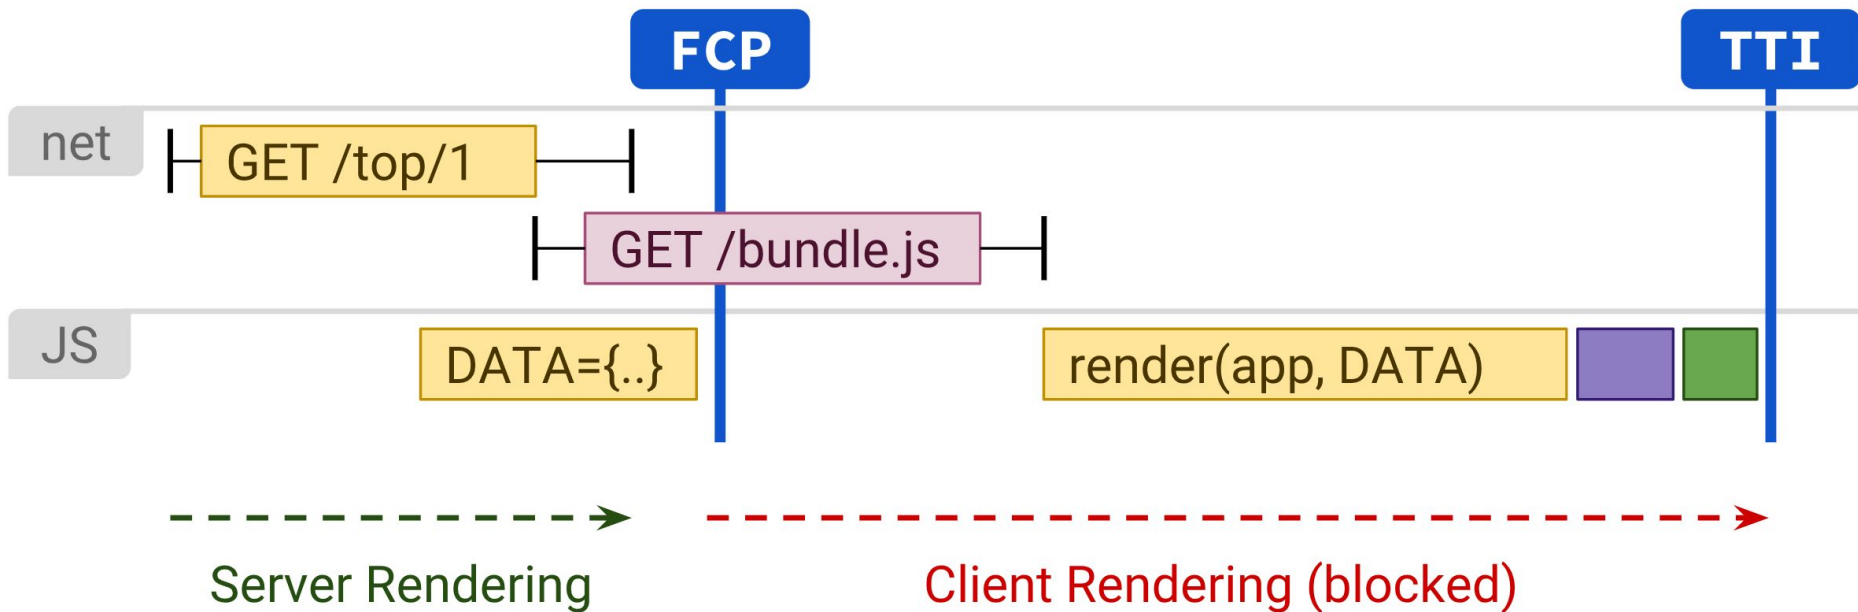 FCP
TTI
net
GET /top/1
GET /bundle.js
JS
DATA={..}
render(app, DATA)
Server Rendering
Client Rendering (blocked)